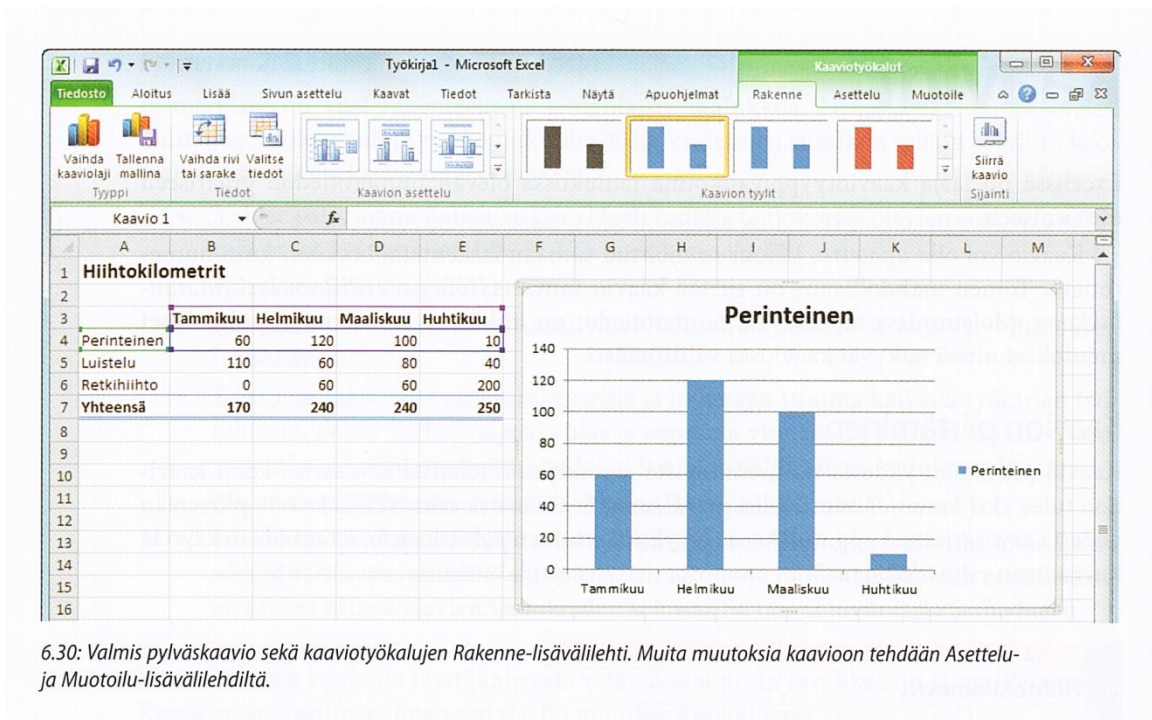 Työkirja1 - Microsoft Excel
Kaaviotyökalut
Tiedosto Aloitus Lisää Sivun asettelu Kaavat Tiedot Tarkista Näytä Apuohjelmat Rakenne Asettelu Muotoile
Vaihda kaaviolaji
Tallenna mallina
Vaihda rivi tai sarake
Valitse tiedot
Siirrä kaavio
Tyyppi Tiedot Kaavion asettelu Kaavion tyylit Sijainti
Kaavio 1 fx
A B C D E F G H I J K L M
1 Hiihtokilometrit
2
3 Tammikuu Helmikuu Maaliskuu Huhtikuu
4 Perinteinen 60 120 100 10
5 Luistelu 110 60 80 40
6 Retkihiihto 0 60 60 200
7 Yhteensä 170 240 240 250
8
9
10
11
12
13
14
15
16
Perinteinen
140
120
100
80
60
40
20
0
Tammikuu Helmikuu Maaliskuu Huhtikuu
Perinteinen
6.30: Valmis pylväskaavio sekä kaaviotyökalujen Rakenne-lisävälilehti. Muita muutoksia kaavioon tehdään Asettelu-
ja Muotoilu-lisävälilehdiltä.